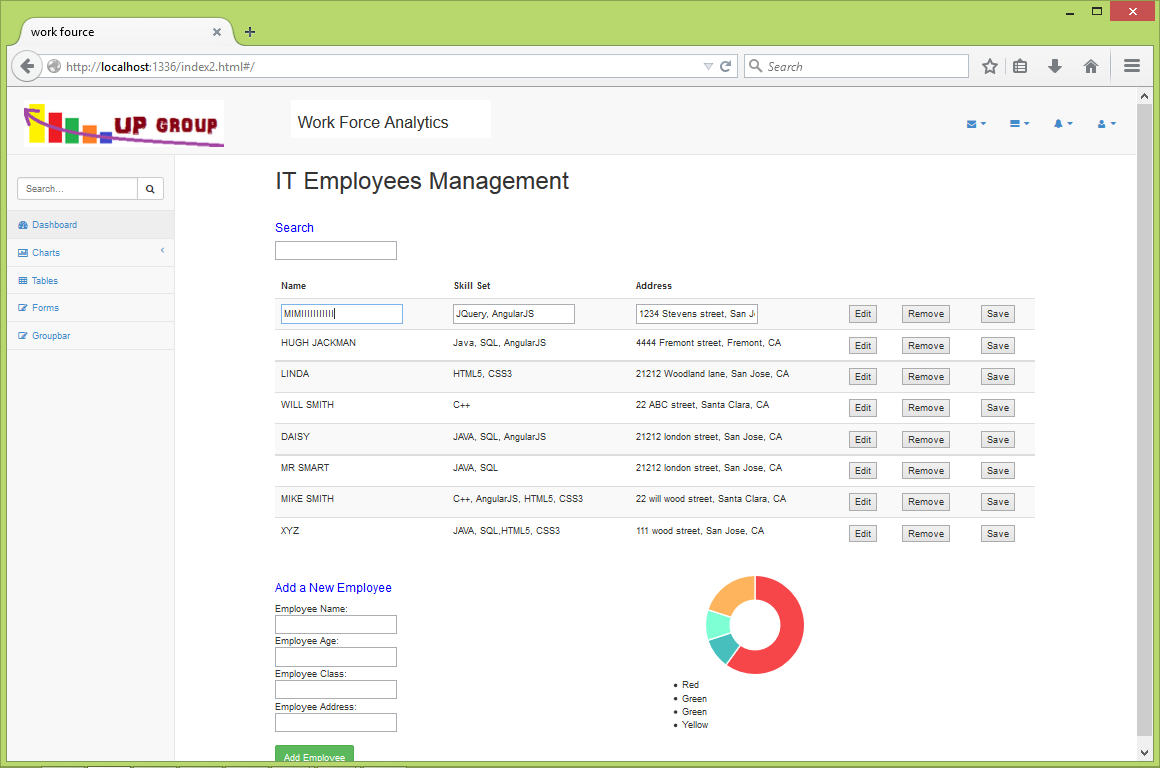 work fource
http://localhost:1336/index2.html#/
Search
UP GROUP
Work Force Analytics
Search...
Dashboard
Charts
Tables
Forms
Groupbar
IT Employees Management
Search
Name Skill Set Address
MIMIIIIIIIIIII JQuery, AngularJS 1234 Stevens street, San Edit Remove Save
HUGH JACKMAN Java, SQL, AngularJS 4444 Fremont street, Fremont, CA Edit Remove Save
LINDA HTML5, CSS3 21212 Woodland lane, San Jose, CA Edit Remove Save
WILL SMITH C++ 22 ABC street, Santa Clara, CA Edit Remove Save
DAISY JAVA, SQL, AngularJS 21212 london street, San Jose, CA Edit Remove Save
MR SMART JAVA, SQL 21212 london street, San Jose, CA Edit Remove Save
MIKE SMITH C++, AngularJS, HTML5, CSS3 22 will wood street, Santa Clara, CA Edit Remove Save
XYZ JAVA, SQL,HTML5, CSS3 111 wood street, San Jose, CA Edit Remove Save
Add a New Employee
Employee Name:
Employee Age:
Employee Class:
Employee Address:
Add Employee
Red
Green
Green
Yellow